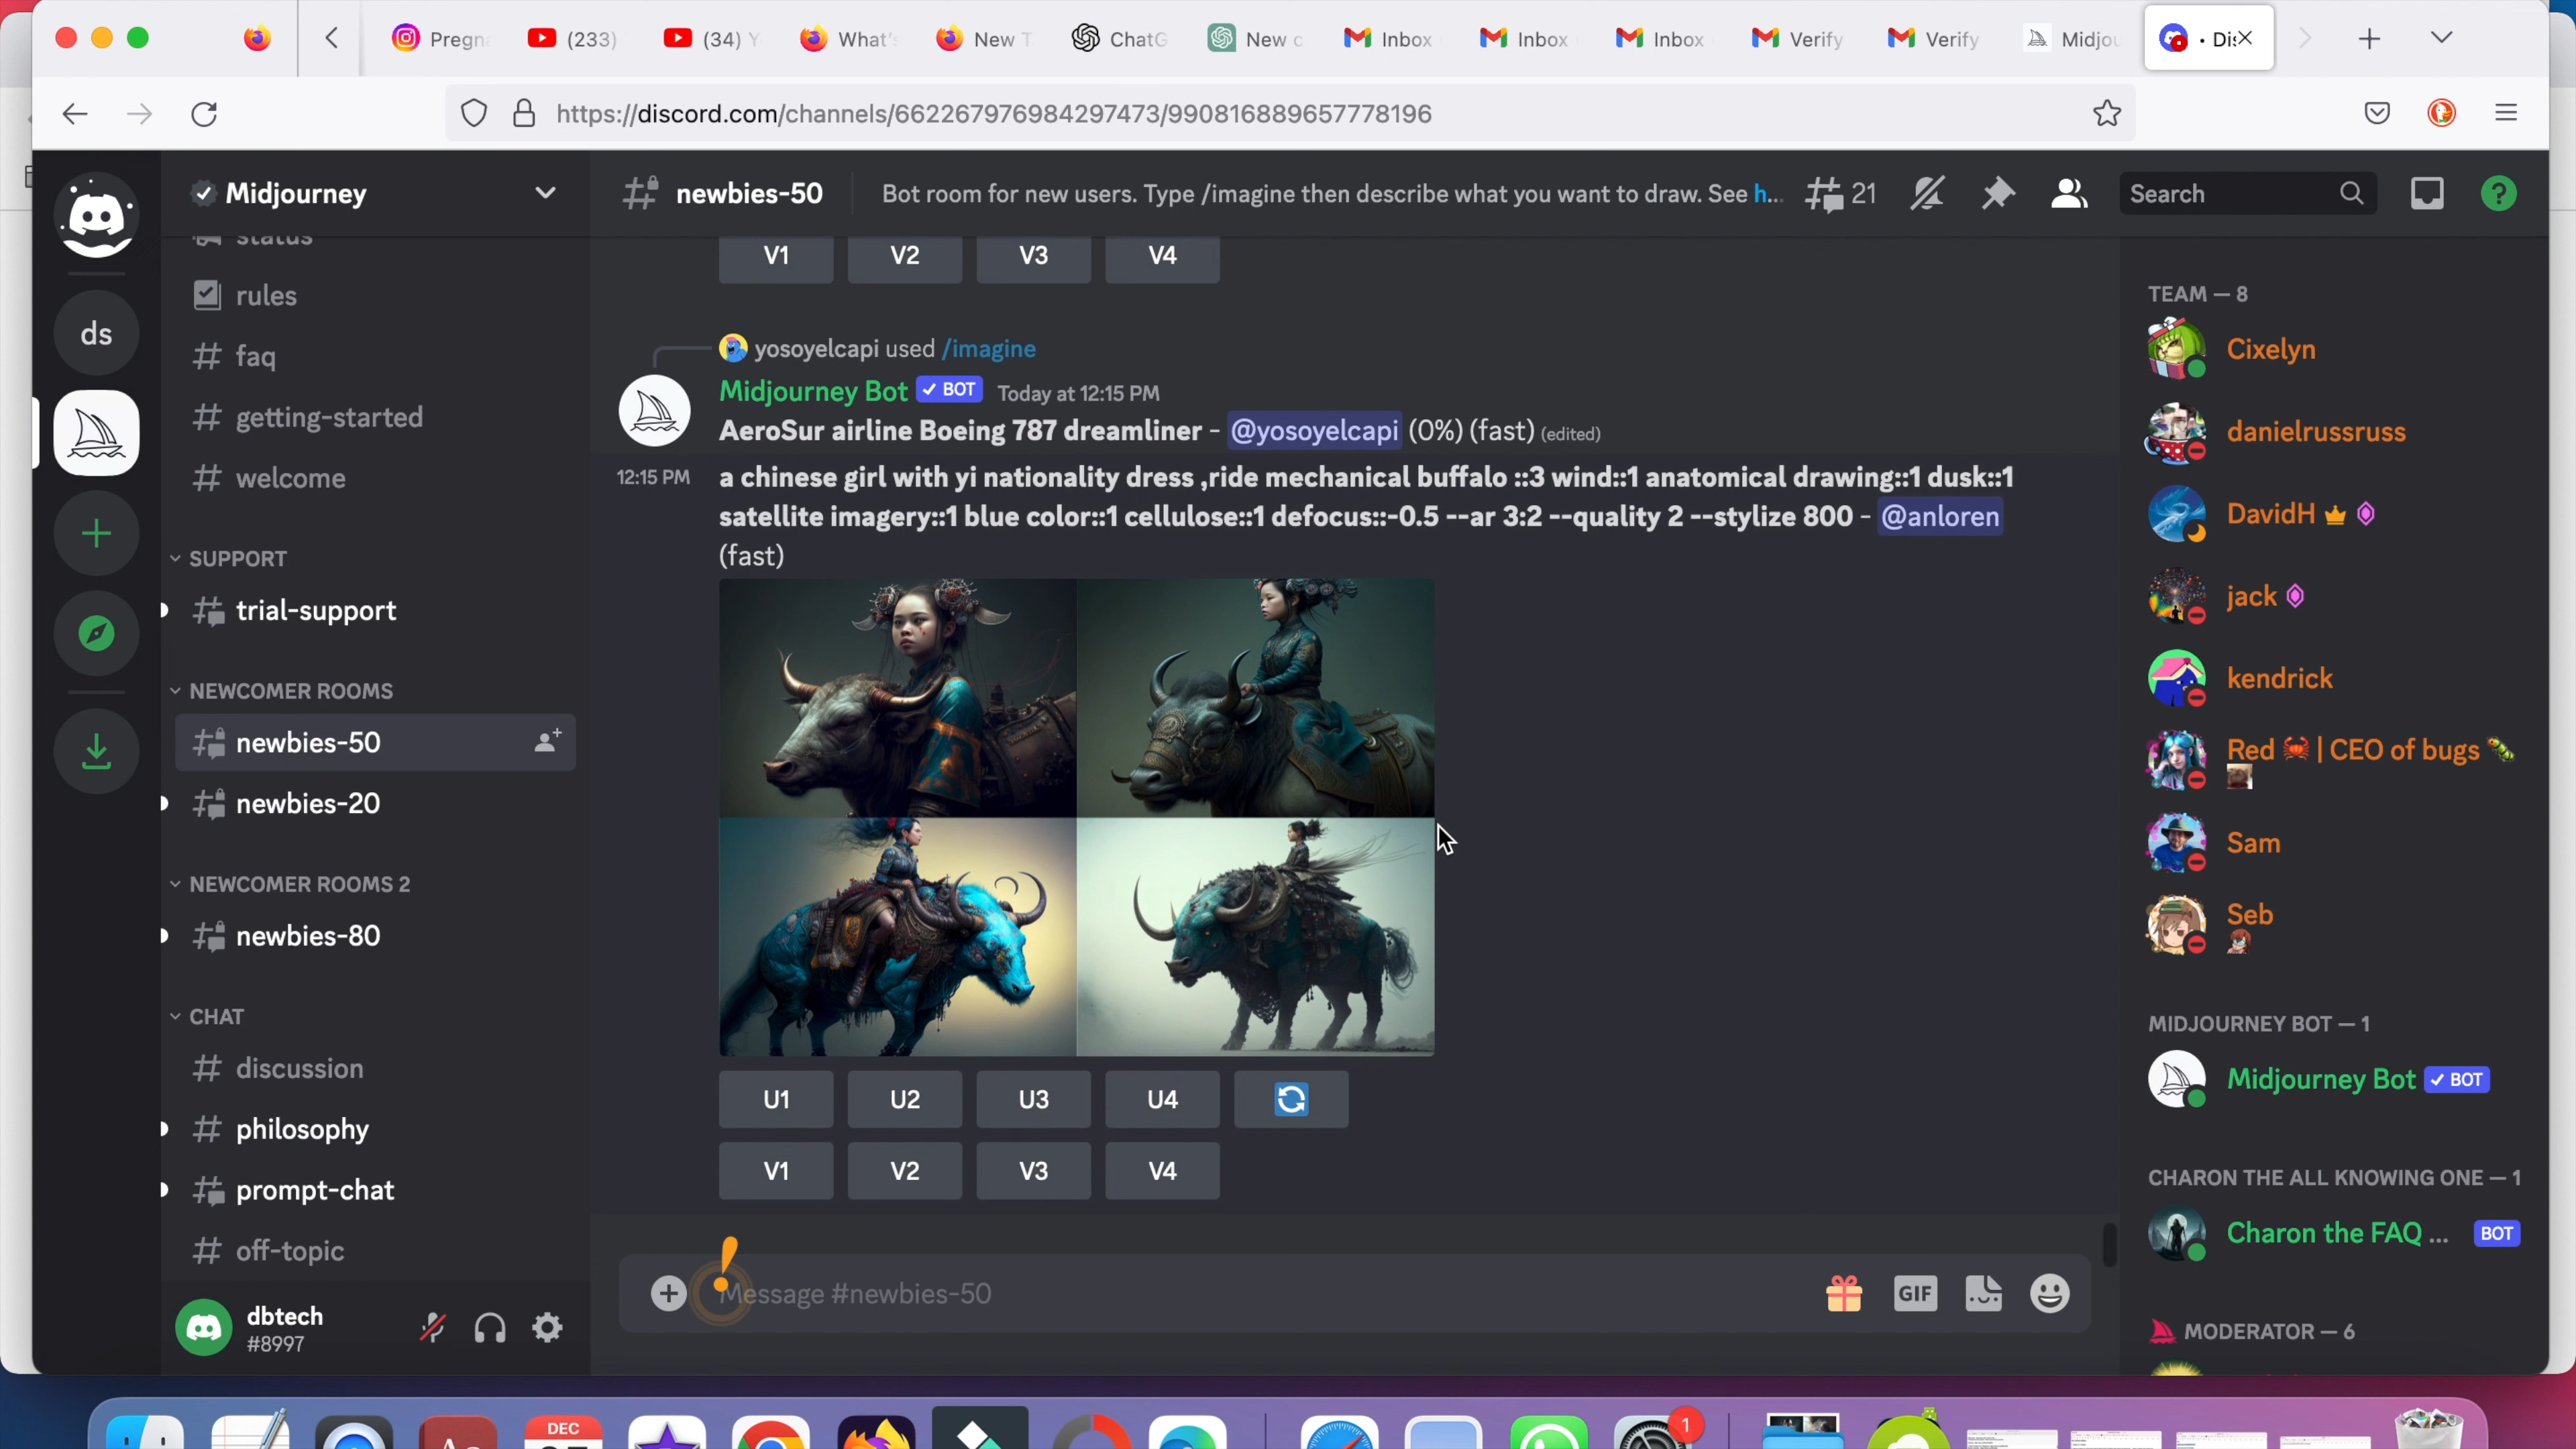 Pregna
(233)
(34) Y
What's
New T
ChatG
New c
Inbox
Inbox
Inbox
Verify
Verify
Midjou
• Dis
https://discord.com/channels/662267976984297473/990816889657778196
Midjourney
newbies-50
Bot room for new users. Type /imagine then describe what you want to draw. See h...
21
Search
ds
status
rules
faq
getting-started
welcome
SUPPORT
trial-support
NEWCOMER ROOMS
newbies-50
newbies-20
NEWCOMER ROOMS 2
newbies-80
CHAT
discussion
philosophy
prompt-chat
off-topic
dbtech
#8997
V1 V2 V3 V4
yosoyelcapi used /imagine
Midjourney Bot ✓ BOT Today at 12:15 PM
AeroSur airline Boeing 787 dreamliner - @yosoyelcapi (0%) (fast) (edited)
12:15 PM a chinese girl with yi nationality dress ,ride mechanical buffalo ::3 wind::1 anatomical drawing::1 dusk::1
satellite imagery::1 blue color::1 cellulose::1 defocus::-0.5 --ar 3:2 --quality 2 --stylize 800 - @anloren
(fast)
U1 U2 U3 U4
V1 V2 V3 V4
Message #newbies-50
GIF
TEAM — 8
Cixelyn
danielrussruss
DavidH
jack
kendrick
Red 🦀 | CEO of bugs 🐛
Sam
Seb
MIDJOURNEY BOT — 1
Midjourney Bot ✓ BOT
CHARON THE ALL KNOWING ONE — 1
Charon the FAQ ... BOT
MODERATOR — 6
DEC
1